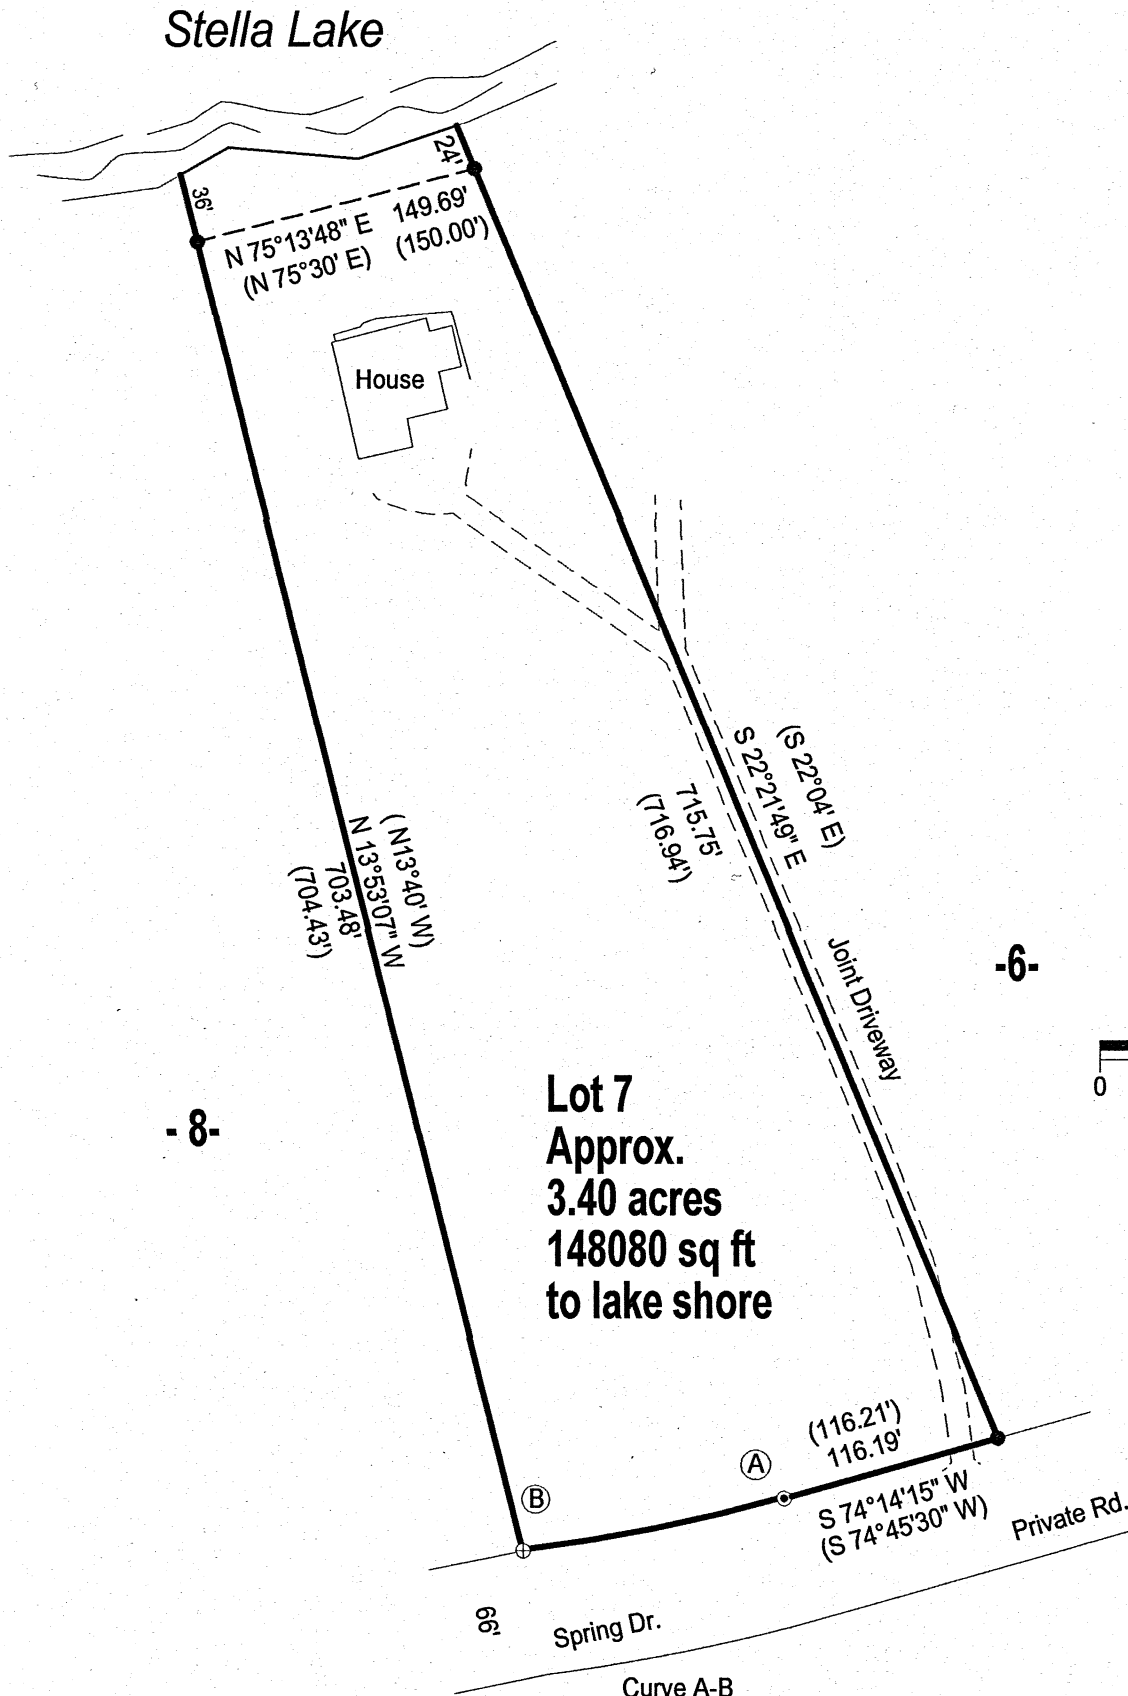 Stella Lake
24'
36'
N 75°13'48" E 149.69'
(N 75°30' E) (150.00')
House
(S 22°04' E)
S 22°21'49" E
715.75'
(716.94')
(N13°40' W)
N 13°53'07" W
703.48'
(704.43')
Joint Driveway
-6-
0
- 8-
Lot 7
Approx.
3.40 acres
148080 sq ft
to lake shore
(116.21')
116.19'
A
B
S 74°14'15" W
(S 74°45'30" W)
Private Rd.
66'
Spring Dr.
Curve A-B